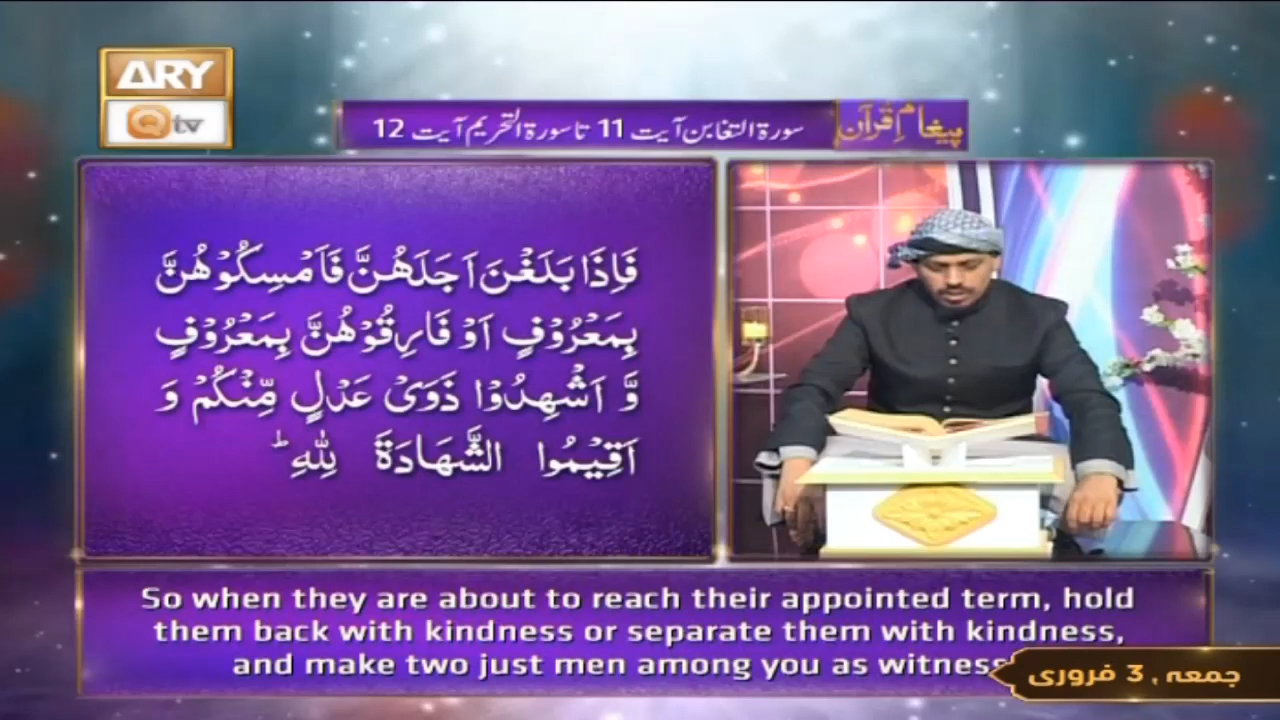 ARY
Qtv
پیغام قرآن
سورۃ التغابن آیت 11 تا سورۃ التحریم آیت 12
فَاِذَا بَلَغْنَ اَجَلَهُنَّ فَاَمْسِكُوْهُنَّ
بِمَعْرُوْفٍ اَوْ فَارِقُوْهُنَّ بِمَعْرُوْفٍ
وَّ اَشْهِدُوْا ذَوَیْ عَدْلٍ مِّنْكُمْ وَ
اَقِیْمُوا الشَّهَادَةَ لِلّٰهِ ؕ
So when they are about to reach their appointed term, hold
them back with kindness or separate them with kindness,
and make two just men among you as witness
جمعہ , 3 فروری